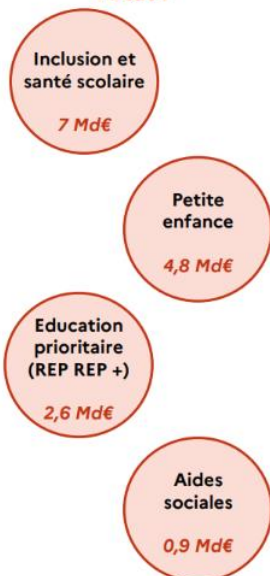 Inclusion et
santé scolaire
7 Md€
Petite
enfance
4,8 Md€
Education
prioritaire
(REP REP +)
2,6 Md€
Aides
sociales
0,9 Md€